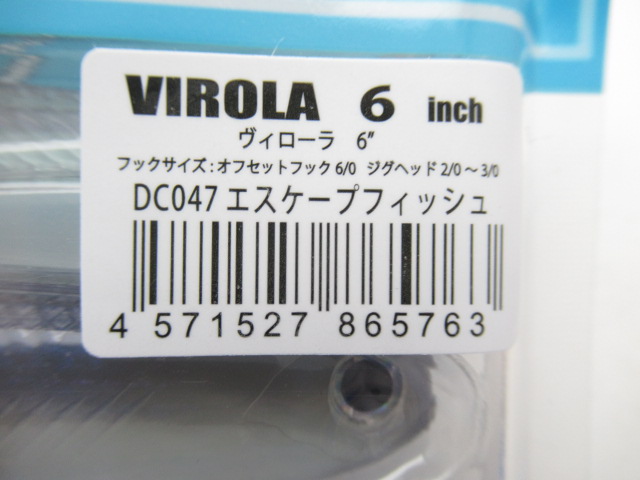 VIROLA 6 inch
ヴィローラ 6"
フックサイズ：オフセットフック 6/0 ジグヘッド 2/0 ～ 3/0
DC047 エスケープフィッシュ
4 571527 865763